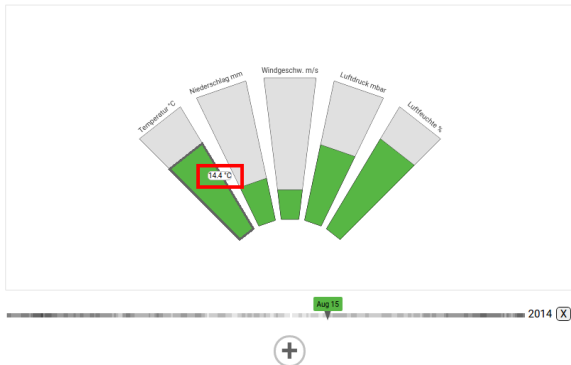 Temperatur °C
Niederschlag mm
Windgeschw. m/s
Luftdruck mbar
Luftfeuchte %
14.4 °C
Aug 15
2014 X